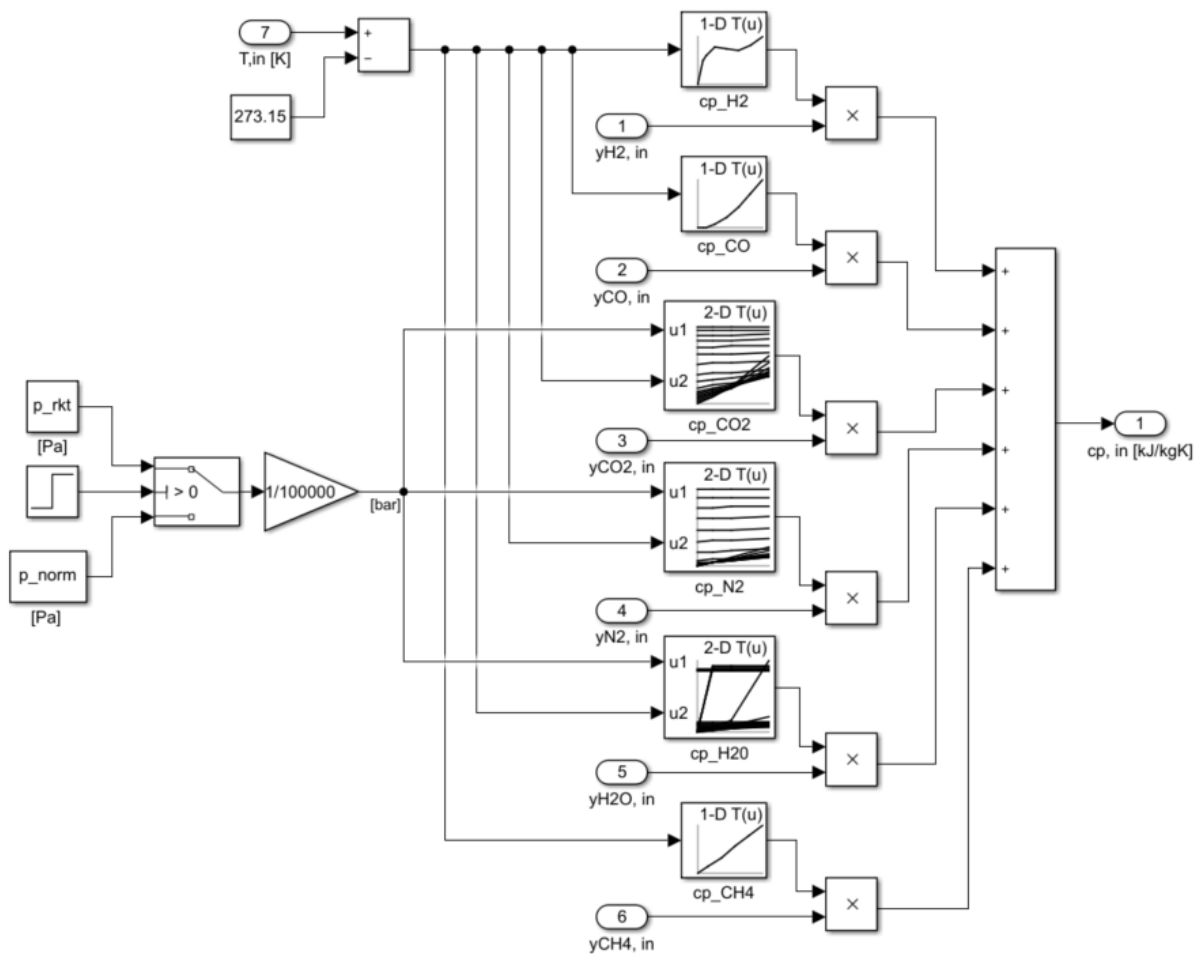 7
T,in [K]
+
−
273.15
1-D T(u)
cp_H2
1
yH2, in
×
1-D T(u)
cp_CO
2
yCO, in
×
2-D T(u)
u1
u2
cp_CO2
3
yCO2, in
×
p_rkt
[Pa]
> 0
1/100000
[bar]
p_norm
[Pa]
2-D T(u)
u1
u2
cp_N2
4
yN2, in
×
2-D T(u)
u1
u2
cp_H20
5
yH2O, in
×
1-D T(u)
cp_CH4
6
yCH4, in
×
+
+
+
+
+
+
1
cp, in [kJ/kgK]